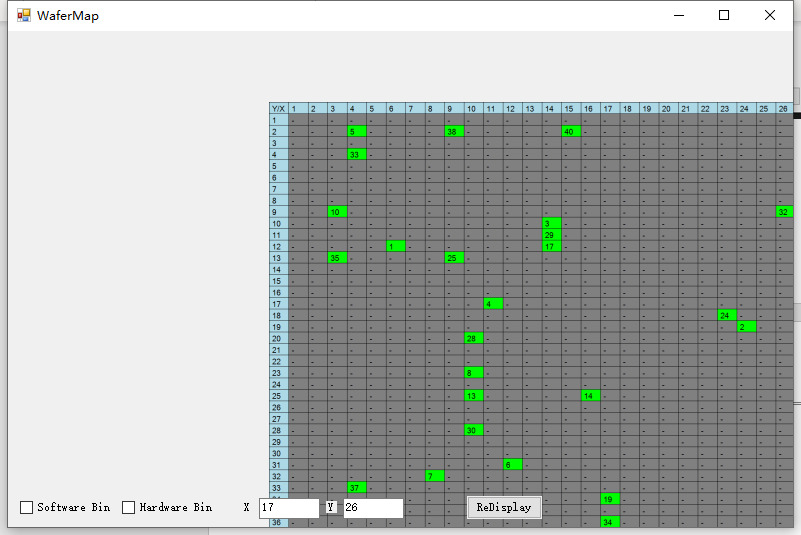 WaferMap
Y/X 1 2 3 4 5 6 7 8 9 10 11 12 13 14 15 16 17 18 19 20 21 22 23 24 25 26
1 - - - - - - - - - - - - - - - - - - - - - - - - - -
2 - - - 5 - - - - 38 - - - - - 40 - - - - - - - - - - -
3 - - - - - - - - - - - - - - - - - - - - - - - - - -
4 - - - 33 - - - - - - - - - - - - - - - - - - - - - -
5 - - - - - - - - - - - - - - - - - - - - - - - - - -
6 - - - - - - - - - - - - - - - - - - - - - - - - - -
7 - - - - - - - - - - - - - - - - - - - - - - - - - -
8 - - - - - - - - - - - - - - - - - - - - - - - - - -
9 - - 10 - - - - - - - - - - - - - - - - - - - - - - 32
10 - - - - - - - - - - - - - 3 - - - - - - - - - - - -
11 - - - - - - - - - - - - - 29 - - - - - - - - - - - -
12 - - - - - 1 - - - - - - - 17 - - - - - - - - - - - -
13 - - 35 - - - - - 25 - - - - - - - - - - - - - - - - -
14 - - - - - - - - - - - - - - - - - - - - - - - - - -
15 - - - - - - - - - - - - - - - - - - - - - - - - - -
16 - - - - - - - - - - - - - - - - - - - - - - - - - -
17 - - - - - - - - - - 4 - - - - - - - - - - - - - - -
18 - - - - - - - - - - - - - - - - - - - - - - 24 - - -
19 - - - - - - - - - - - - - - - - - - - - - - - 2 - -
20 - - - - - - - - - 28 - - - - - - - - - - - - - - - -
21 - - - - - - - - - - - - - - - - - - - - - - - - - -
22 - - - - - - - - - - - - - - - - - - - - - - - - - -
23 - - - - - - - - - 8 - - - - - - - - - - - - - - - -
24 - - - - - - - - - - - - - - - - - - - - - - - - - -
25 - - - - - - - - - 13 - - - - - 14 - - - - - - - - - -
26 - - - - - - - - - - - - - - - - - - - - - - - - - -
27 - - - - - - - - - - - - - - - - - - - - - - - - - -
28 - - - - - - - - - 30 - - - - - - - - - - - - - - - -
29 - - - - - - - - - - - - - - - - - - - - - - - - - -
30 - - - - - - - - - - - - - - - - - - - - - - - - - -
31 - - - - - - - - - - - 6 - - - - - - - - - - - - - -
32 - - - - - - - 7 - - - - - - - - - - - - - - - - - -
33 - - - 37 - - - - - - - - - - - - - - - - - - - - - -
19 - - - - - - - - -
Software Bin Hardware Bin X 17 Y 26 ReDisplay
36 - - - - - - - - - - - - - - - - 34 - - - - - - - - -